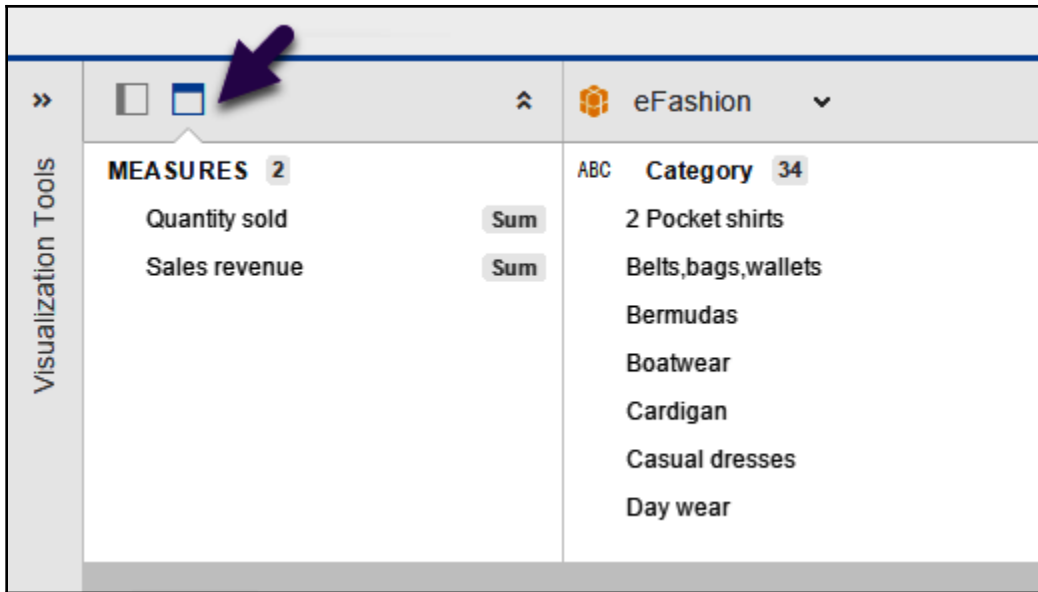 eFashion
Visualization Tools
MEASURES 2
Quantity sold Sum
Sales revenue Sum
ABC Category 34
2 Pocket shirts
Belts,bags,wallets
Bermudas
Boatwear
Cardigan
Casual dresses
Day wear